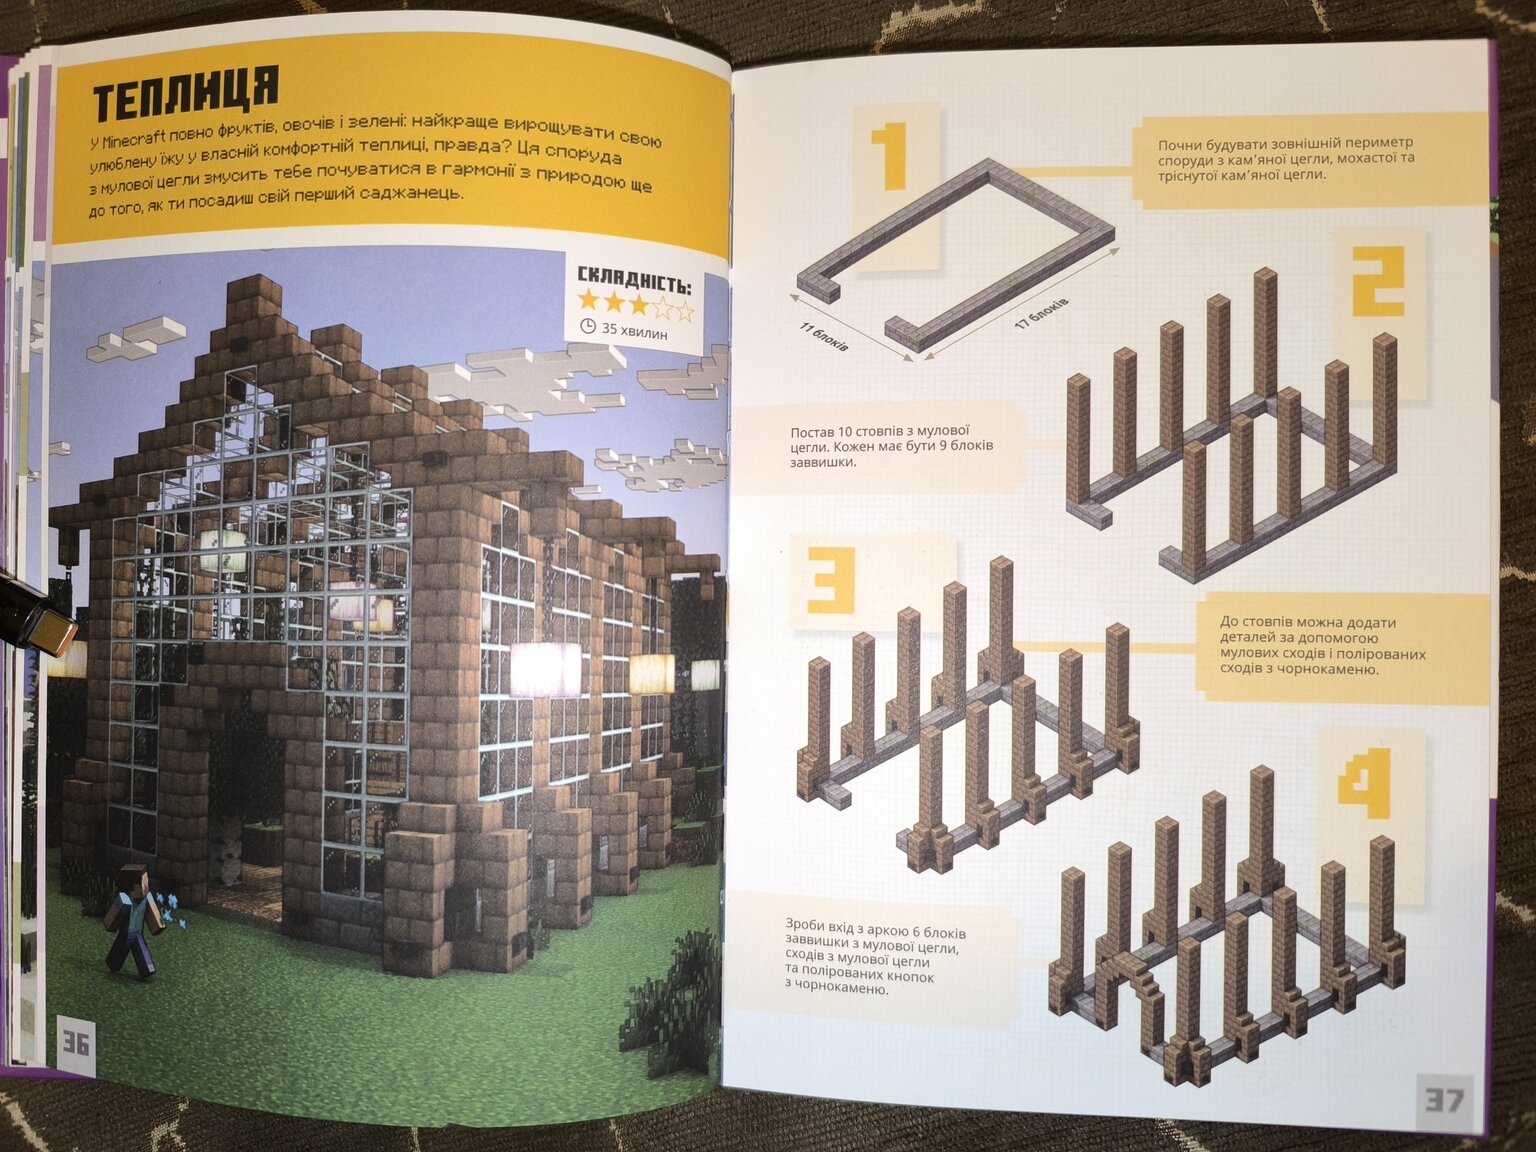 ТЕПЛИЦЯ
У Minecraft повно фруктів, овочів і зелені: найкраще вирощувати свою
улюблену їжу у власній комфортній теплиці, правда? Ця споруда
з мулової цегли змусить тебе почуватися в гармонії з природою ще
до того, як ти посадиш свій перший саджанець.
СКЛАДНІСТЬ:
35 хвилин
36
1
Почни будувати зовнішній периметр
споруди з кам’яної цегли, мохастої та
тріснутої кам’яної цегли.
11 блоків
17 блоків
2
Постав 10 стовпів з мулової
цегли. Кожен має бути 9 блоків
заввишки.
3
До стовпів можна додати
деталей за допомогою
мулових сходів і полірованих
сходів з чорнокаменю.
4
Зроби вхід з аркою 6 блоків
заввишки з мулової цегли,
сходів з мулової цегли
та полірованих кнопок
з чорнокаменю.
37